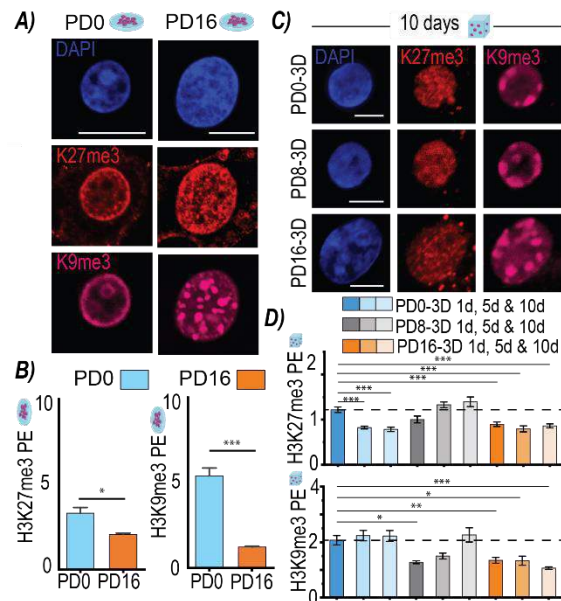 A) PD0 PD16
DAPI
K27me3
K9me3
B) PD0 PD16
H3K27me3 PE
10
5
0
*
PD0 PD16
H3K9me3 PE
10
5
0
***
PD0 PD16
C) 10 days
DAPI K27me3 K9me3
PD0-3D
PD8-3D
PD16-3D
PD0-3D 1d, 5d & 10d
PD8-3D 1d, 5d & 10d
PD16-3D 1d, 5d & 10d
D)
H3K27me3 PE
2
1
0
***
***
***
***
***
H3K9me3 PE
4
2
0
***
*
**
*